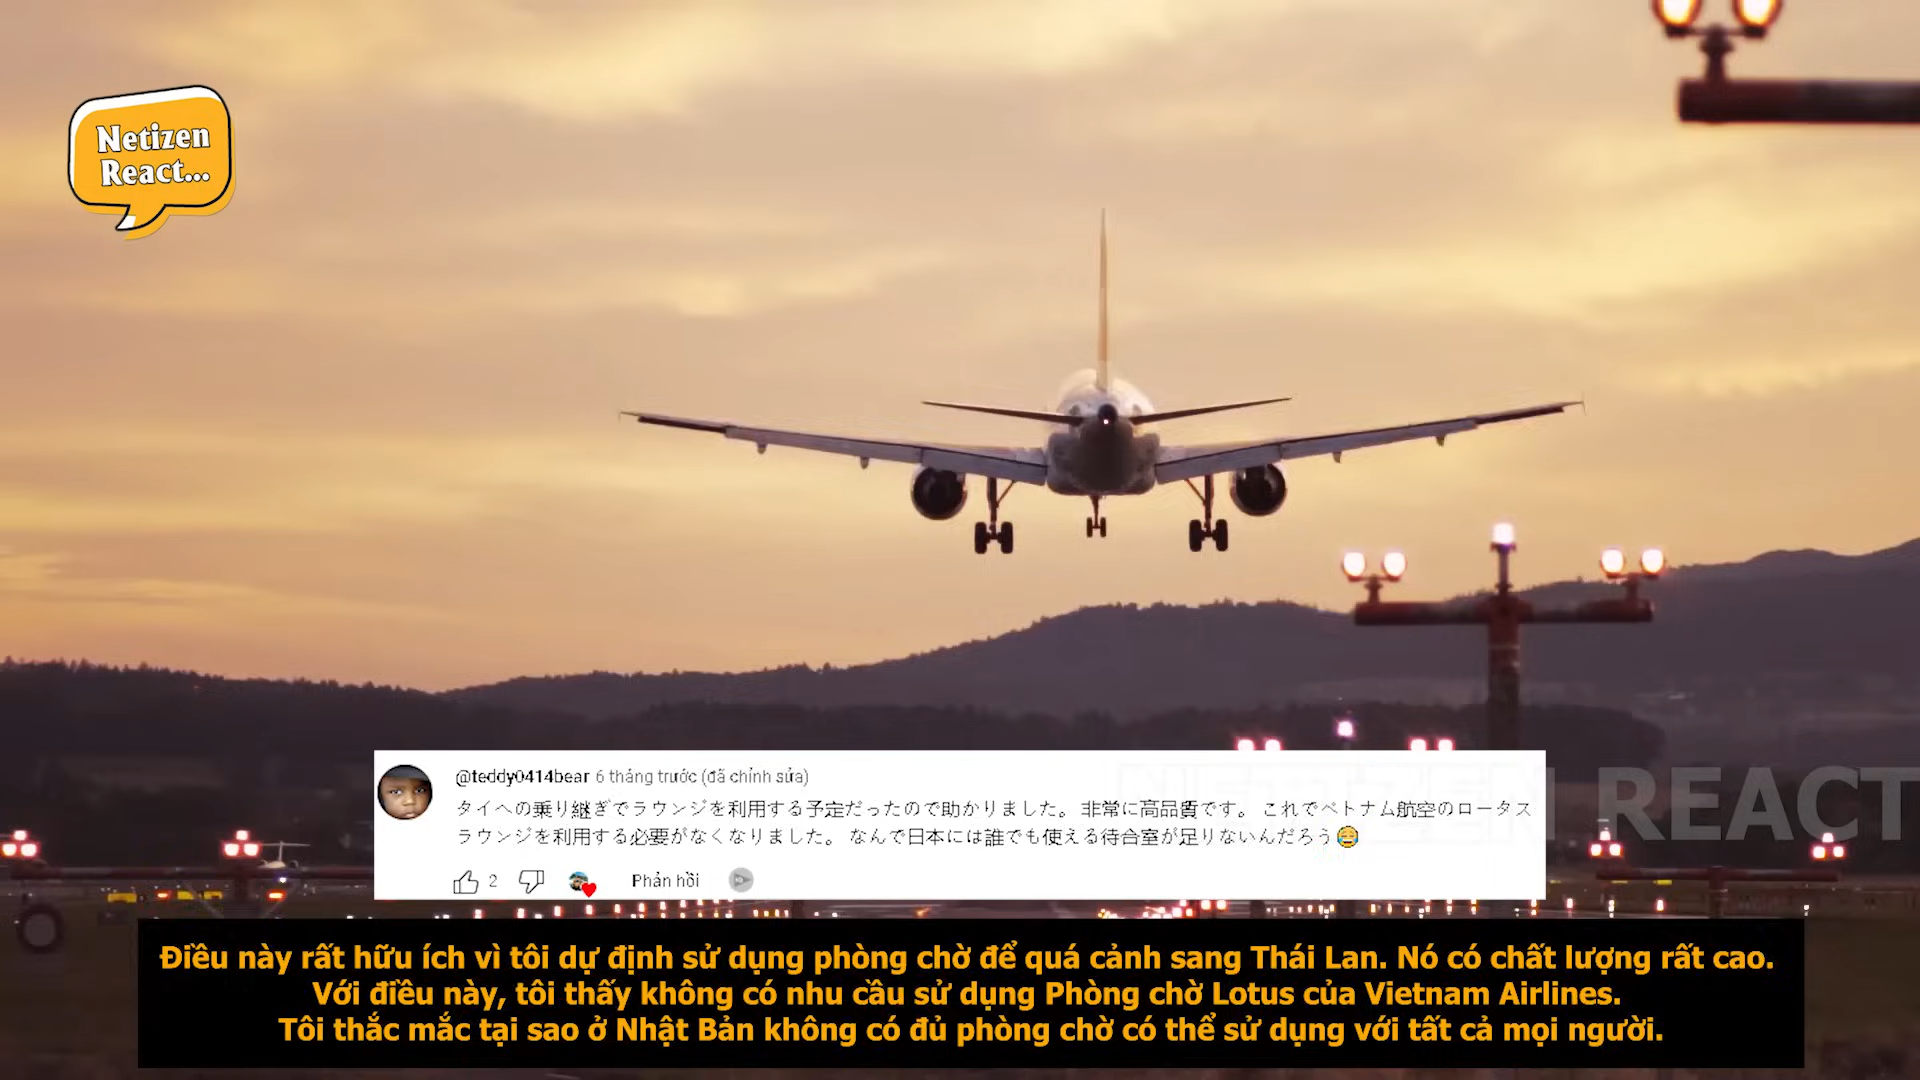 Netizen
React...
@teddy0414bear 6 tháng trước (đã chỉnh sửa)
タイへの乗り継ぎでラウンジを利用する予定だったので助かりました。 非常に高品質です。 これでベトナム航空のロータス
ラウンジを利用する必要がなくなりました。 なんで日本には誰でも使える待合室が足りないんだろう😂
2 Phản hồi
NETIZEN REACT
Điều này rất hữu ích vì tôi dự định sử dụng phòng chờ để quá cảnh sang Thái Lan. Nó có chất lượng rất cao.
Với điều này, tôi thấy không có nhu cầu sử dụng Phòng chờ Lotus của Vietnam Airlines.
Tôi thắc mắc tại sao ở Nhật Bản không có đủ phòng chờ có thể sử dụng với tất cả mọi người.